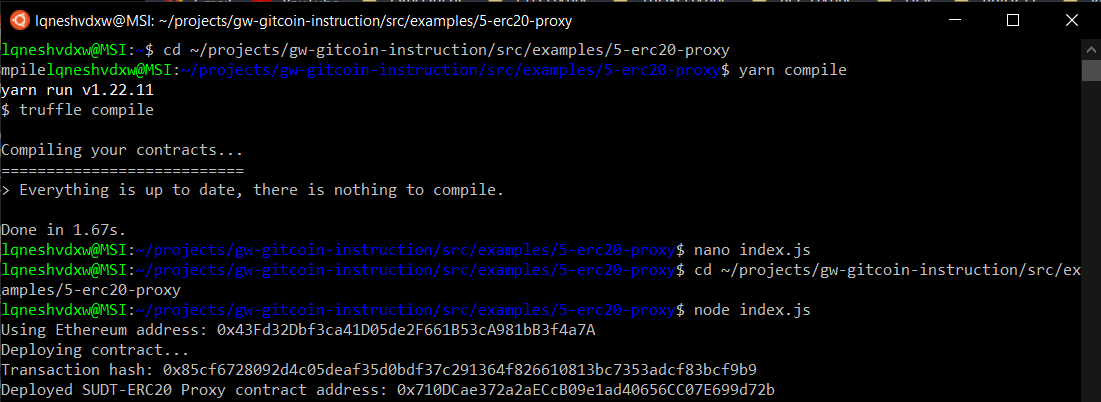 lqneshvdxw@MSI: ~/projects/gw-gitcoin-instruction/src/examples/5-erc20-proxy
lqneshvdxw@MSI:~$ cd ~/projects/gw-gitcoin-instruction/src/examples/5-erc20-proxy
mpilelqneshvdxw@MSI:~/projects/gw-gitcoin-instruction/src/examples/5-erc20-proxy$ yarn compile
yarn run v1.22.11
$ truffle compile
Compiling your contracts...
===========================
> Everything is up to date, there is nothing to compile.
Done in 1.67s.
lqneshvdxw@MSI:~/projects/gw-gitcoin-instruction/src/examples/5-erc20-proxy$ nano index.js
lqneshvdxw@MSI:~/projects/gw-gitcoin-instruction/src/examples/5-erc20-proxy$ cd ~/projects/gw-gitcoin-instruction/src/ex
amples/5-erc20-proxy
lqneshvdxw@MSI:~/projects/gw-gitcoin-instruction/src/examples/5-erc20-proxy$ node index.js
Using Ethereum address: 0x43Fd32Dbf3ca41D05de2F661B53cA981bB3f4a7A
Deploying contract...
Transaction hash: 0x85cf6728092d4c05deaf35d0bdf37c291364f826610813bc7353adcf83bcf9b9
Deployed SUDT-ERC20 Proxy contract address: 0x710DCae372a2aECcB09e1ad40656CC07E699d72b